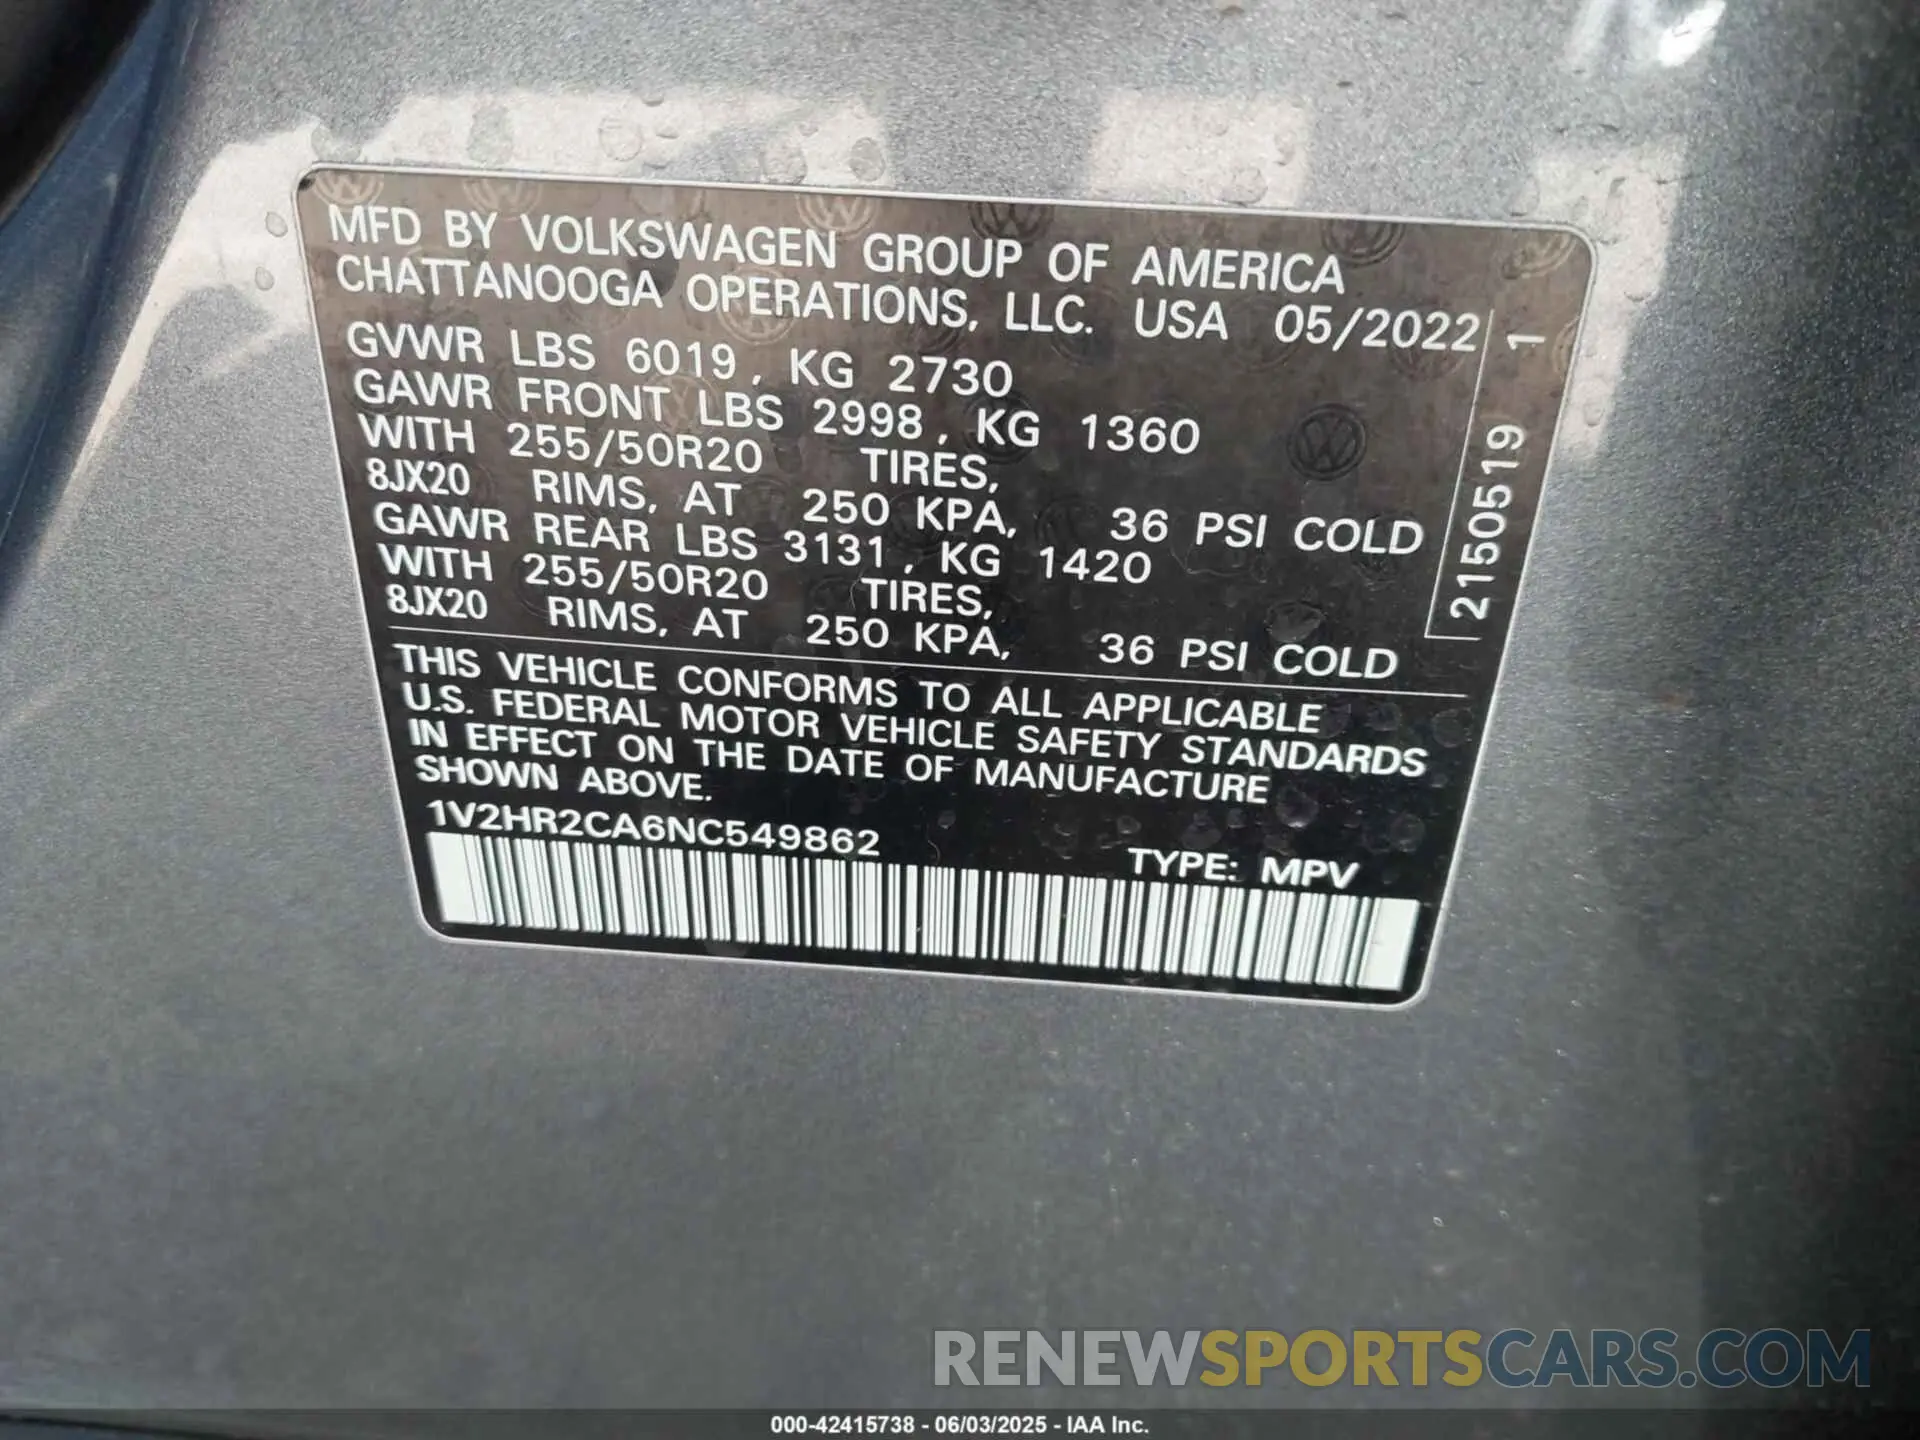 MFD BY VOLKSWAGEN GROUP OF AMERICA
CHATTANOOGA OPERATIONS, LLC. USA 05/2022
GVWR LBS 6019, KG 2730
GAWR FRONT LBS 2998, KG 1360
WITH 255/50R20 TIRES,
8JX20 RIMS, AT 250 KPA, 36 PSI COLD
GAWR REAR LBS 3131, KG 1420
WITH 255/50R20 TIRES,
8JX20 RIMS, AT 250 KPA, 36 PSI COLD
2150519 1
THIS VEHICLE CONFORMS TO ALL APPLICABLE
U.S. FEDERAL MOTOR VEHICLE SAFETY STANDARDS
IN EFFECT ON THE DATE OF MANUFACTURE
SHOWN ABOVE.
1V2HR2CA6NC549862
TYPE: MPV
RENEWSPORTSCARS.COM
000-42415738 - 06/03/2025 - IAA Inc.